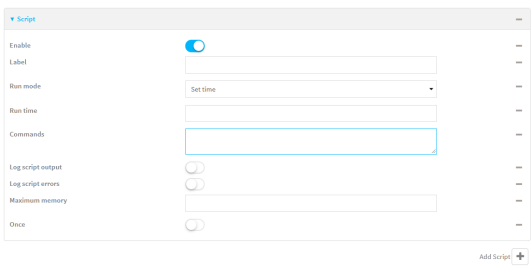 ▼ Script
Enable
Label
Run mode
Set time
Run time
Commands
Log script output
Log script errors
Maximum memory
Once
Add Script